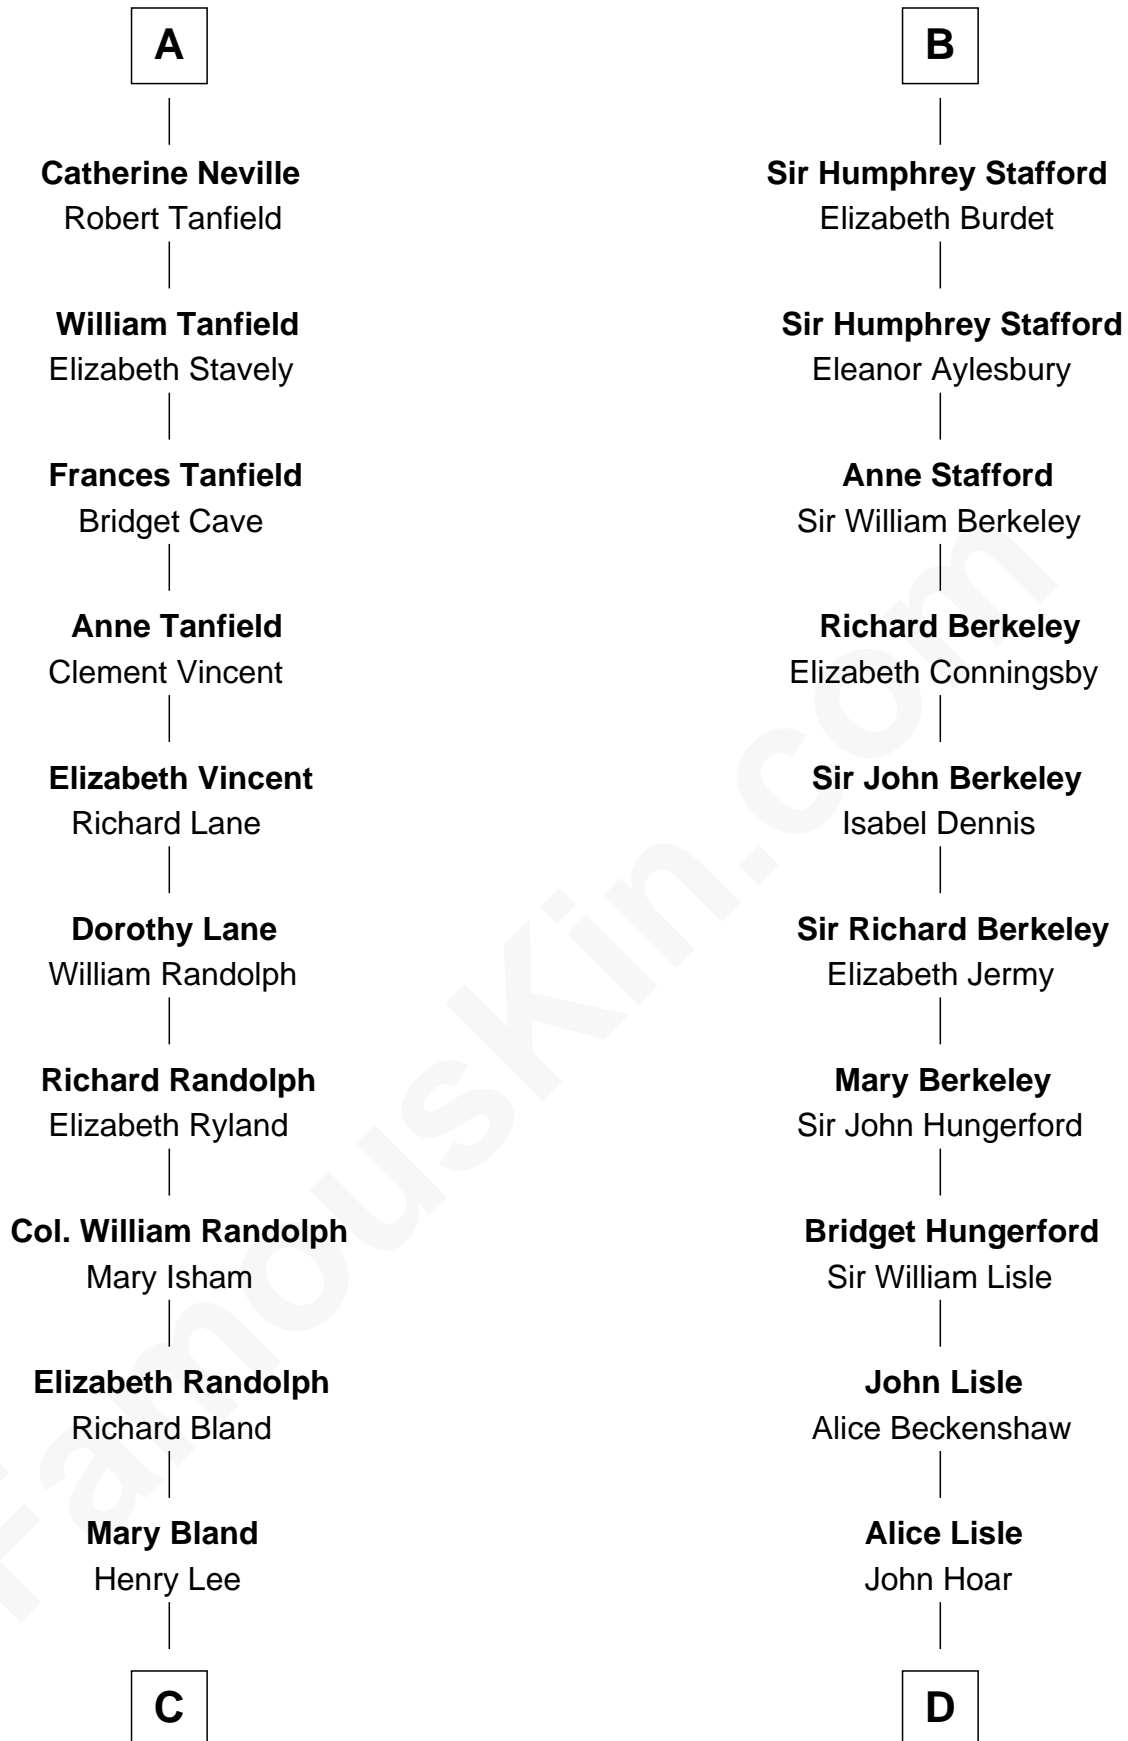 A
Catherine Neville
Robert Tanfield
William Tanfield
Elizabeth Stavely
Frances Tanfield
Bridget Cave
Anne Tanfield
Clement Vincent
Elizabeth Vincent
Richard Lane
Dorothy Lane
William Randolph
Richard Randolph
Elizabeth Ryland
Col. William Randolph
Mary Isham
Elizabeth Randolph
Richard Bland
Mary Bland
Henry Lee
C
B
Sir Humphrey Stafford
Elizabeth Burdet
Sir Humphrey Stafford
Eleanor Aylesbury
Anne Stafford
Sir William Berkeley
Richard Berkeley
Elizabeth Conningsby
Sir John Berkeley
Isabel Dennis
Sir Richard Berkeley
Elizabeth Jermy
Mary Berkeley
Sir John Hungerford
Bridget Hungerford
Sir William Lisle
John Lisle
Alice Beckenshaw
Alice Lisle
John Hoar
D
FamousKin.com